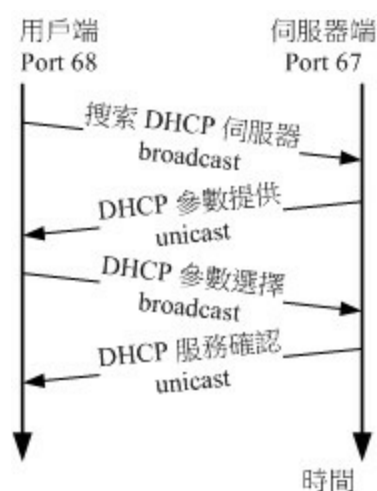 用戶端
Port 68
伺服器端
Port 67
搜索 DHCP 伺服器
broadcast
DHCP 參數提供
unicast
DHCP 參數選擇
broadcast
DHCP 服務確認
unicast
時間